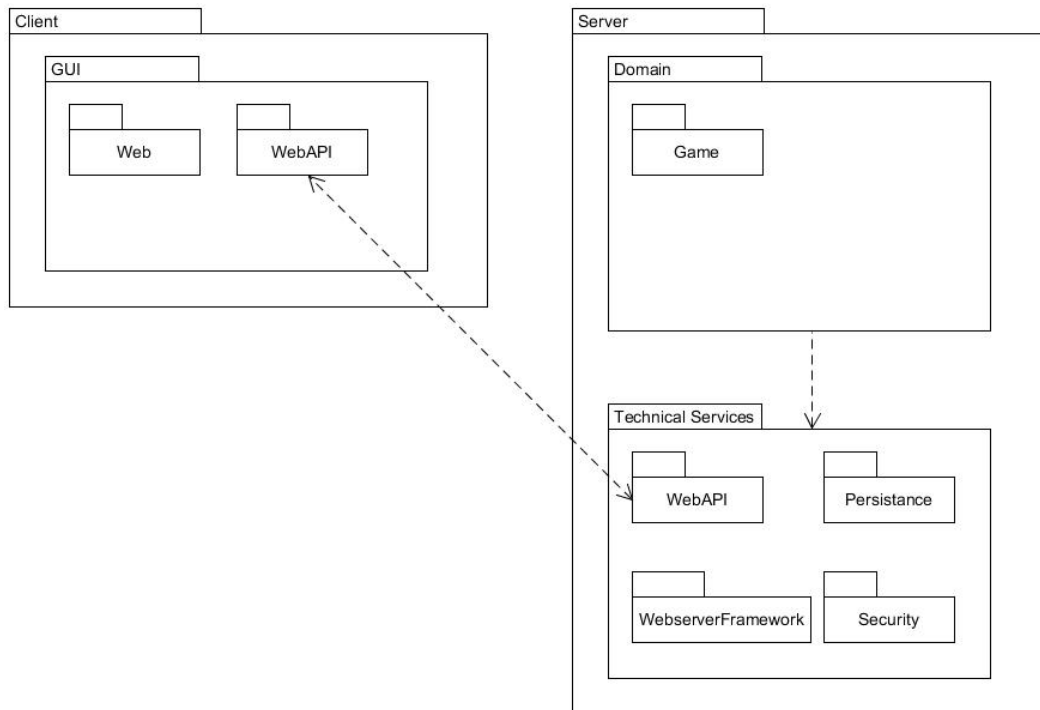 Client
GUI
Web
WebAPI
Server
Domain
Game
Technical Services
WebAPI
Persistance
WebserverFramework
Security